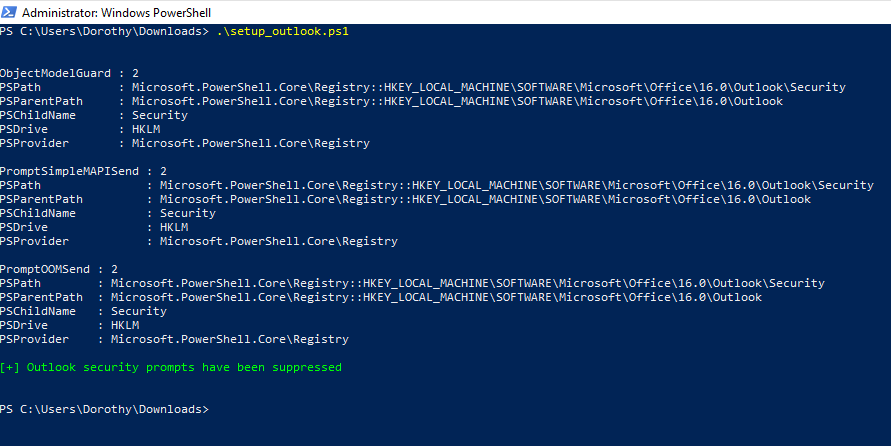 Administrator: Windows PowerShell
PS C:\Users\Dorothy\Downloads> .\setup_outlook.ps1
ObjectModelGuard : 2
PSPath           : Microsoft.PowerShell.Core\Registry::HKEY_LOCAL_MACHINE\SOFTWARE\Microsoft\Office\16.0\Outlook\Security
PSParentPath     : Microsoft.PowerShell.Core\Registry::HKEY_LOCAL_MACHINE\SOFTWARE\Microsoft\Office\16.0\Outlook
PSChildName      : Security
PSDrive          : HKLM
PSProvider       : Microsoft.PowerShell.Core\Registry
PromptSimpleMAPISend : 2
PSPath               : Microsoft.PowerShell.Core\Registry::HKEY_LOCAL_MACHINE\SOFTWARE\Microsoft\Office\16.0\Outlook\Security
PSParentPath         : Microsoft.PowerShell.Core\Registry::HKEY_LOCAL_MACHINE\SOFTWARE\Microsoft\Office\16.0\Outlook
PSChildName          : Security
PSDrive              : HKLM
PSProvider           : Microsoft.PowerShell.Core\Registry
PromptOOMSend : 2
PSPath        : Microsoft.PowerShell.Core\Registry::HKEY_LOCAL_MACHINE\SOFTWARE\Microsoft\Office\16.0\Outlook\Security
PSParentPath  : Microsoft.PowerShell.Core\Registry::HKEY_LOCAL_MACHINE\SOFTWARE\Microsoft\Office\16.0\Outlook
PSChildName   : Security
PSDrive       : HKLM
PSProvider    : Microsoft.PowerShell.Core\Registry
[+] Outlook security prompts have been suppressed
PS C:\Users\Dorothy\Downloads>